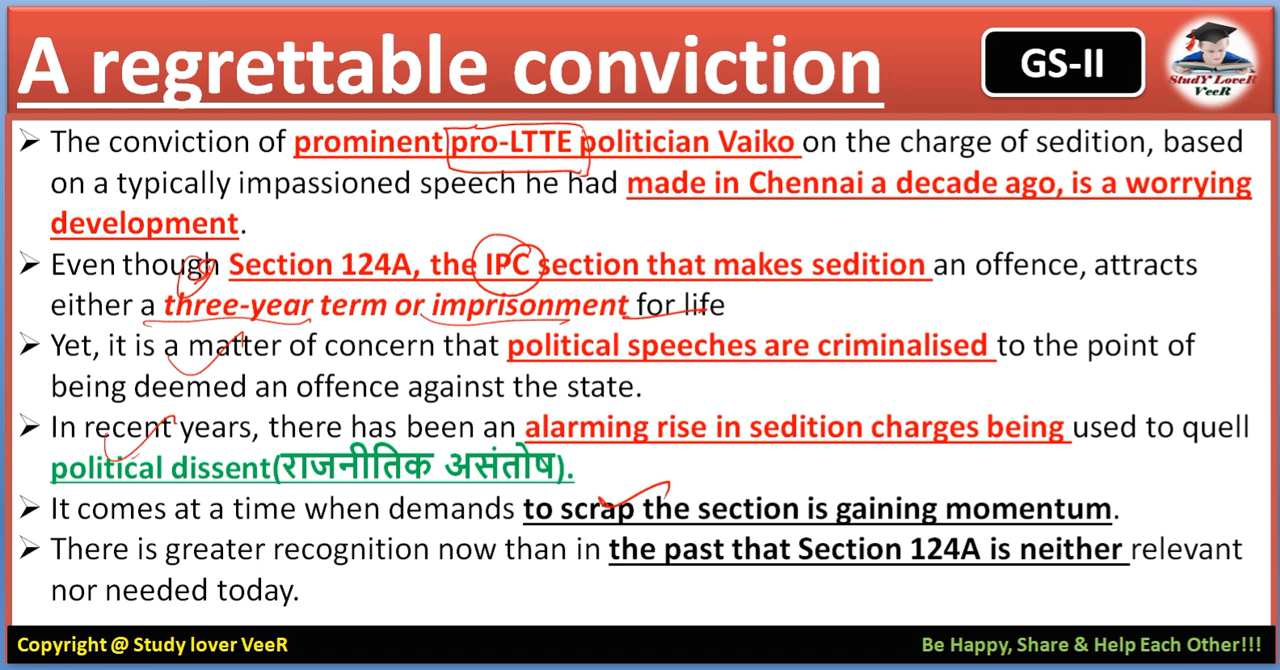 A regrettable conviction
GS-II
StudY LoveR
VeeR
➢ The conviction of prominent pro-LTTE politician Vaiko on the charge of sedition, based
on a typically impassioned speech he had made in Chennai a decade ago, is a worrying
development.
➢ Even though Section 124A, the IPC section that makes sedition an offence, attracts
either a three-year term or imprisonment for life
➢ Yet, it is a matter of concern that political speeches are criminalised to the point of
being deemed an offence against the state.
➢ In recent years, there has been an alarming rise in sedition charges being used to quell
political dissent(राजनीतिक असंतोष).
➢ It comes at a time when demands to scrap the section is gaining momentum.
➢ There is greater recognition now than in the past that Section 124A is neither relevant
nor needed today.
Copyright @ Study lover VeeR
Be Happy, Share & Help Each Other!!!